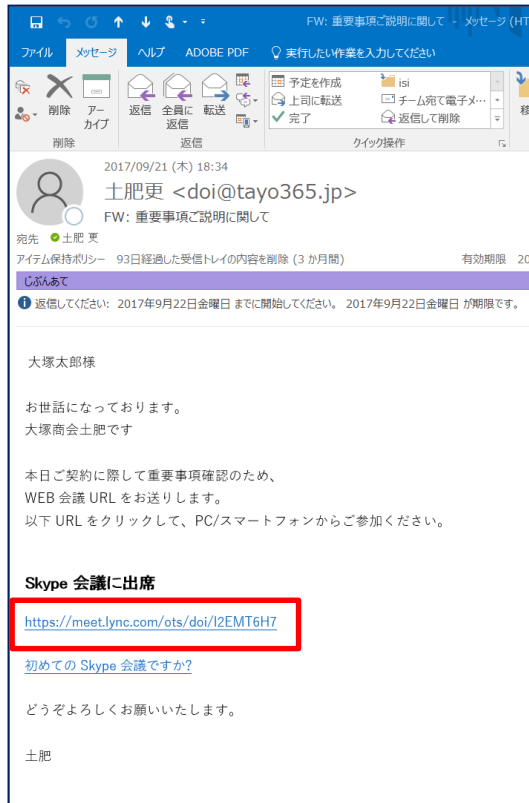 FW: 重要事項ご説明に関して - メッセージ (HT
ファイル メッセージ ヘルプ ADOBE PDF 実行したい作業を入力してください
削除 アーカイブ 返信 全員に返信 転送
予定を作成 isi
上司に転送 チーム宛て電子メ…
完了 返信して削除
移
削除 返信 クイック操作
2017/09/21 (木) 18:34
土肥更 <doi@tayo365.jp>
FW: 重要事項ご説明に関して
宛先 土肥 更
アイテム保持ポリシー 93日経過した受信トレイの内容を削除 (3 か月間) 有効期限 20
じぶんあて
返信してください: 2017年9月22日金曜日 までに開始してください。 2017年9月22日金曜日 が期限です。
大塚太郎様
お世話になっております。
大塚商会土肥です
本日ご契約に際して重要事項確認のため、
WEB 会議 URL をお送りします。
以下 URL をクリックして、PC/スマートフォンからご参加ください。
Skype 会議に出席
https://meet.lync.com/ots/doi/I2EMT6H7
初めての Skype 会議ですか?
どうぞよろしくお願いいたします。
土肥